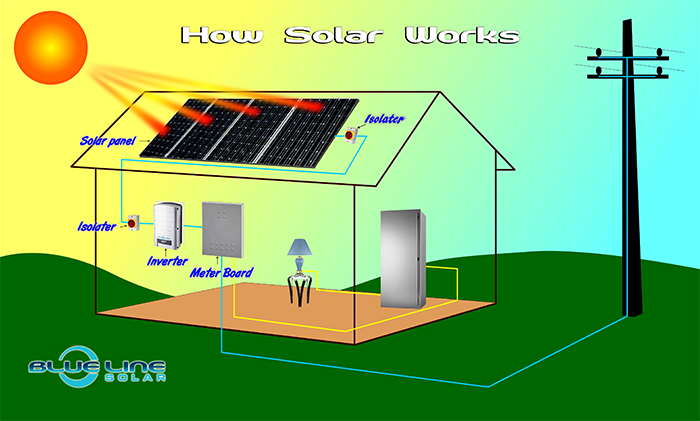 How Solar Works
Isolater
Solar panel
Isolater
Inverter
Meter Board
BLUE LINE
SOLAR